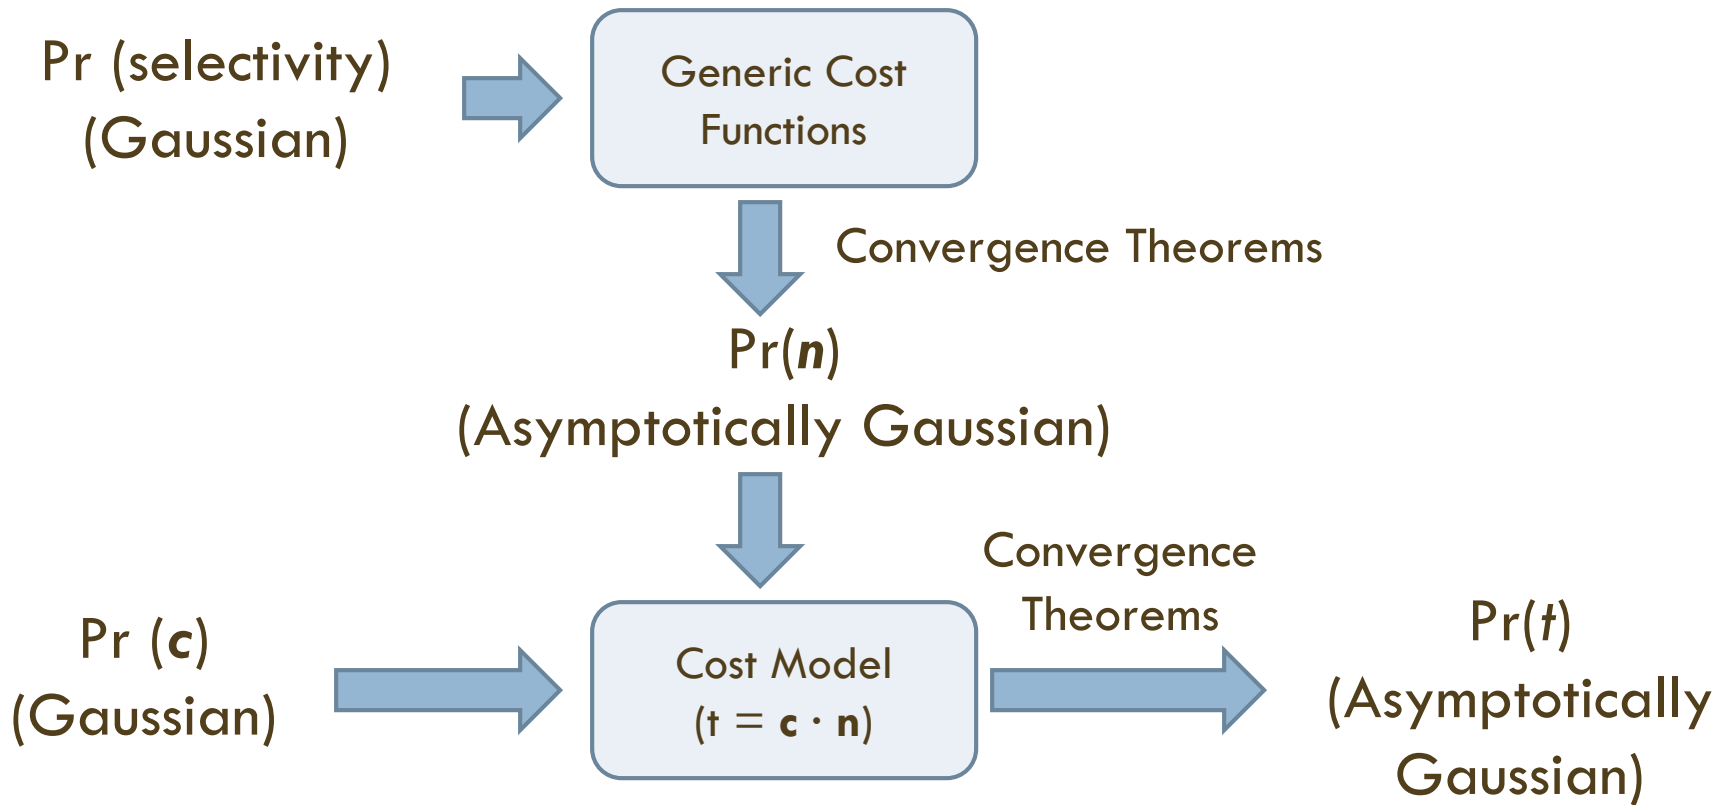 Pr (selectivity)
(Gaussian)
Generic Cost
Functions
Convergence Theorems
Pr(n)
(Asymptotically Gaussian)
Pr (c)
(Gaussian)
Cost Model
(t = c · n)
Convergence
Theorems
Pr(t)
(Asymptotically
Gaussian)